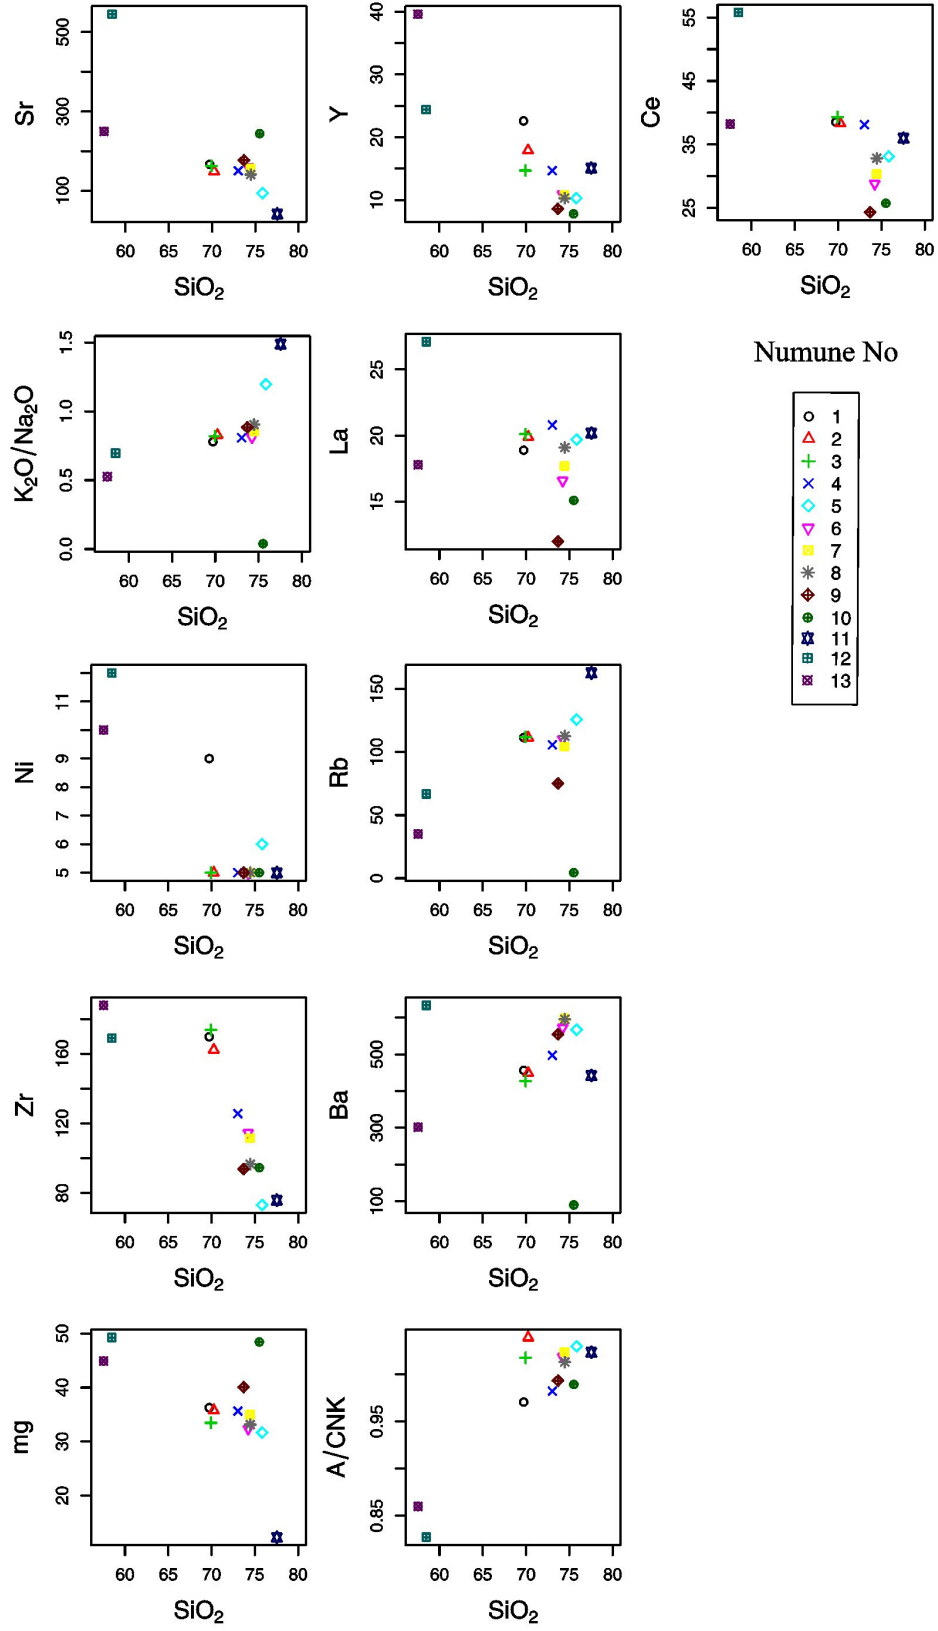 Sr
500
300
100
60 65 70 75 80
SiO₂
Y
40
30
20
10
60 65 70 75 80
SiO₂
Ce
55
45
35
25
60 65 70 75 80
SiO₂
K₂O/Na₂O
1.5
1.0
0.5
0.0
60 65 70 75 80
SiO₂
La
25
20
15
60 65 70 75 80
SiO₂
Numune No
1
2
3
4
5
6
7
8
9
10
11
12
13
Ni
11
9
8
7
6
5
60 65 70 75 80
SiO₂
Rb
150
100
50
0
60 65 70 75 80
SiO₂
Zr
160
120
80
60 65 70 75 80
SiO₂
Ba
500
300
100
60 65 70 75 80
SiO₂
mg
50
40
30
20
60 65 70 75 80
SiO₂
A/CNK
0.95
0.85
60 65 70 75 80
SiO₂